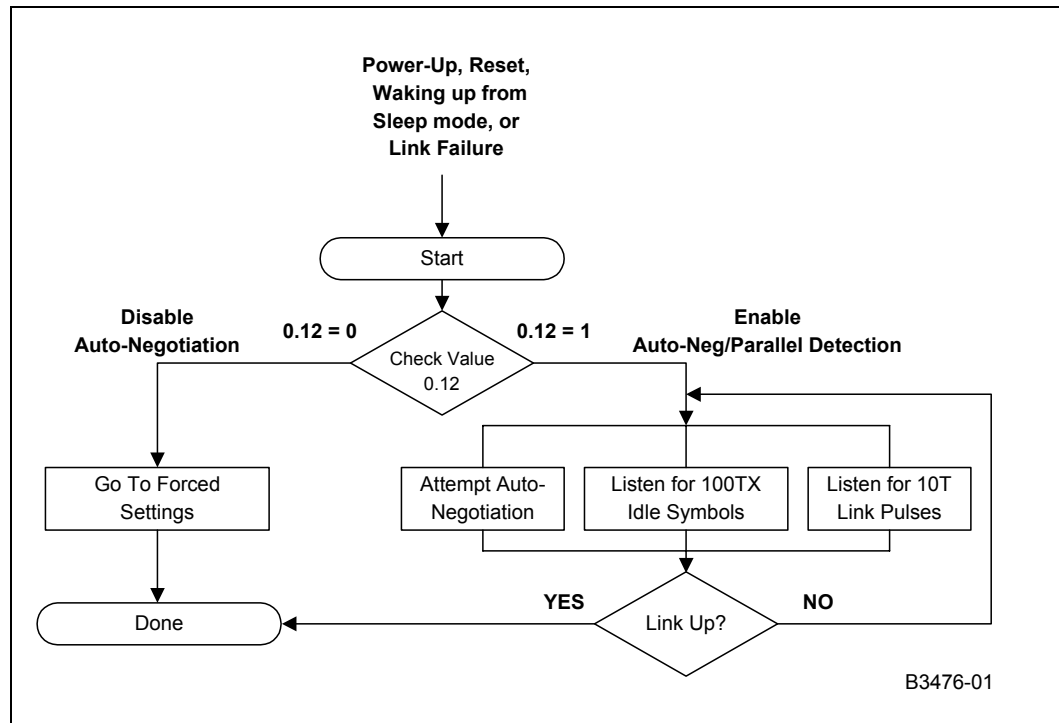 Power-Up, Reset,
Waking up from
Sleep mode, or
Link Failure
Start
Disable
Auto-Negotiation
0.12 = 0
0.12 = 1
Enable
Auto-Neg/Parallel Detection
Check Value
0.12
Go To Forced
Settings
Attempt Auto-
Negotiation
Listen for 100TX
Idle Symbols
Listen for 10T
Link Pulses
Done
YES
Link Up?
NO
B3476-01